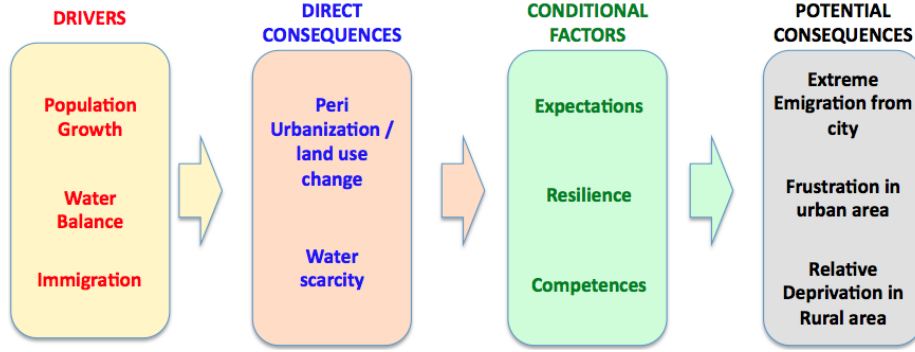 DRIVERS
Population
Growth
Water
Balance
Immigration
DIRECT
CONSEQUENCES
Peri
Urbanization /
land use
change
Water
scarcity
CONDITIONAL
FACTORS
Expectations
Resilience
Competences
POTENTIAL
CONSEQUENCES
Extreme
Emigration from
city
Frustration in
urban area
Relative
Deprivation in
Rural area